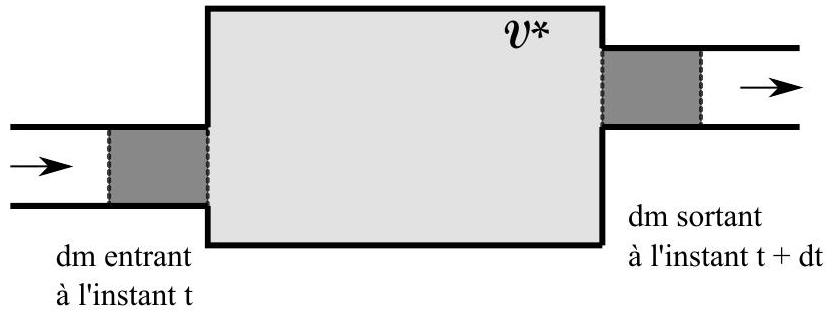 𝒱*
dm entrant
à l'instant t
dm sortant
à l'instant t + dt